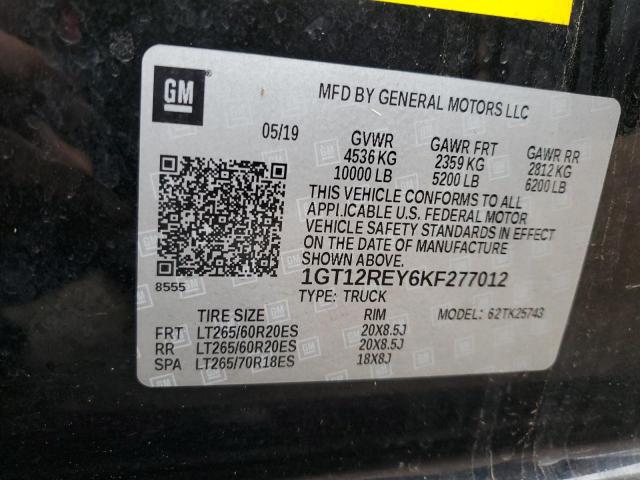 GM
MFD BY GENERAL MOTORS LLC
05/19 GVWR GAWR FRT GAWR RR
4536 KG 2359 KG 2812 KG
10000 LB 5200 LB 6200 LB
THIS VEHICLE CONFORMS TO ALL
APPLICABLE U.S. FEDERAL MOTOR
VEHICLE SAFETY STANDARDS IN EFFECT
ON THE DATE OF MANUFACTURE
SHOWN ABOVE.
8555 1GT12REY6KF277012
TYPE: TRUCK
TIRE SIZE RIM MODEL: 62TK25743
FRT LT265/60R20ES 20X8.5J
RR LT265/60R20ES 20X8.5J
SPA LT265/70R18ES 18X8J